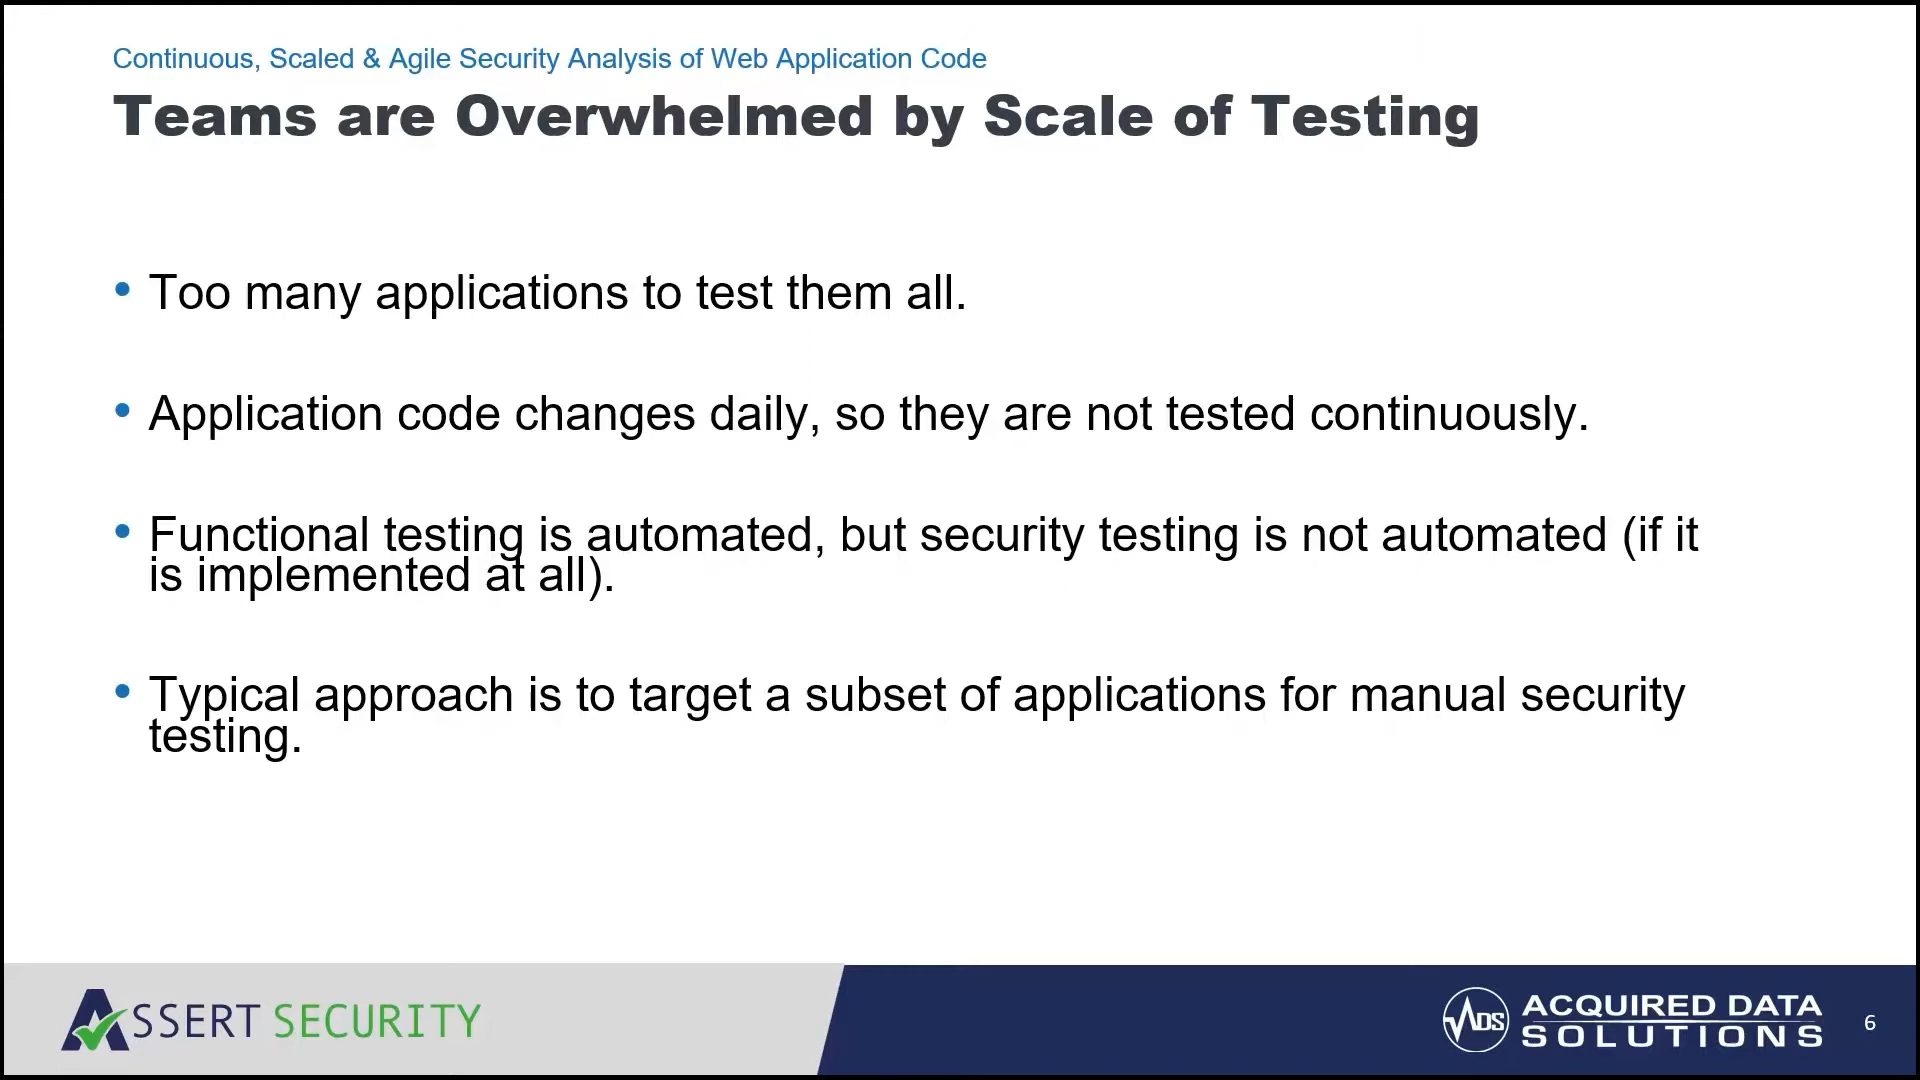 Continuous, Scaled & Agile Security Analysis of Web Application Code
Teams are Overwhelmed by Scale of Testing
• Too many applications to test them all.
• Application code changes daily, so they are not tested continuously.
• Functional testing is automated, but security testing is not automated (if it
is implemented at all).
• Typical approach is to target a subset of applications for manual security
testing.
ASSERT SECURITY
ADS
ACQUIRED DATA
SOLUTIONS
6